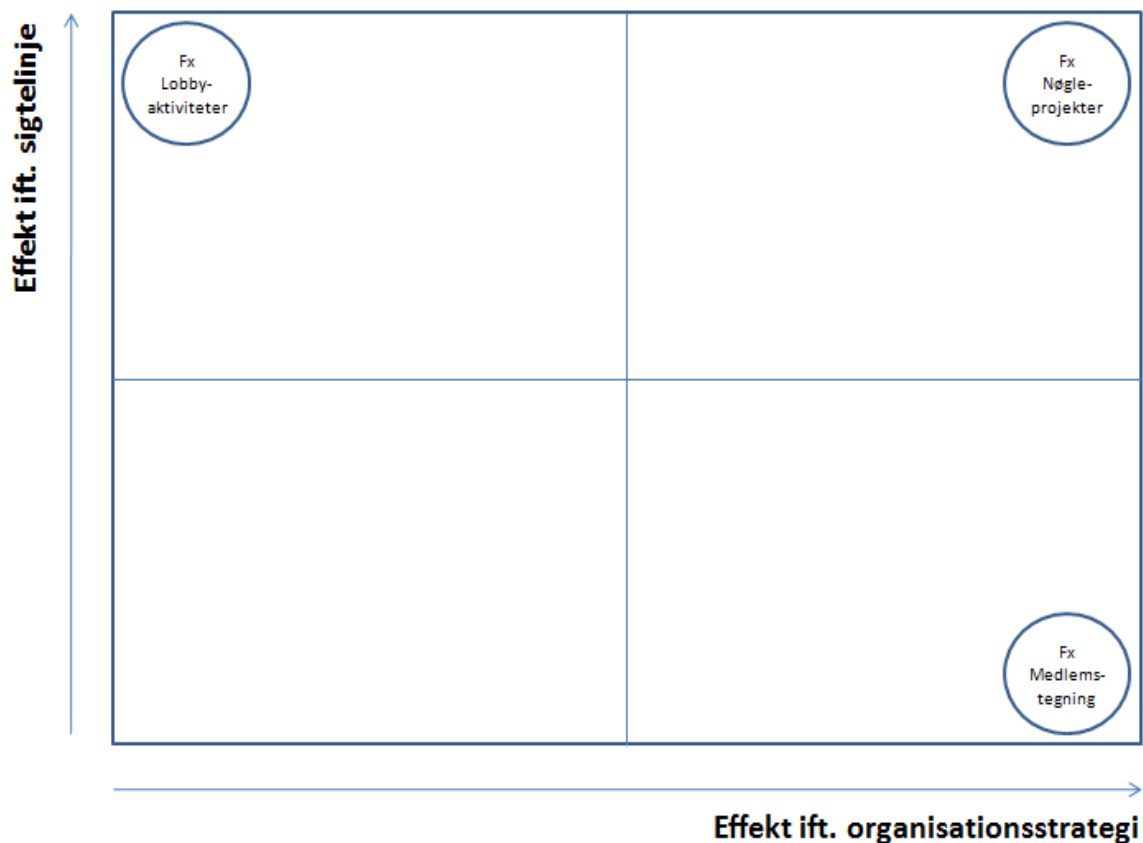 Effekt ift. sigtelinje
Fx
Lobby-
aktiviteter
Fx
Nøgle-
projekter
Fx
Medlems-
tegning
Effekt ift. organisationsstrategi